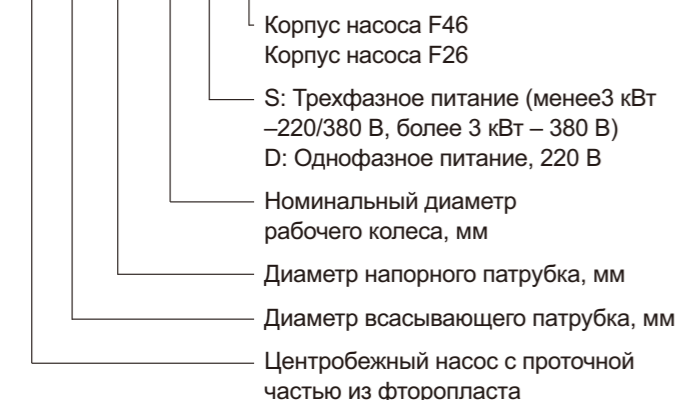 Корпус насоса F46
Корпус насоса F26
S: Трехфазное питание (менее3 кВт
–220/380 В, более 3 кВт – 380 В)
D: Однофазное питание, 220 В
Номинальный диаметр
рабочего колеса, мм
Диаметр напорного патрубка, мм
Диаметр всасывающего патрубка, мм
Центробежный насос с проточной
частью из фторопласта